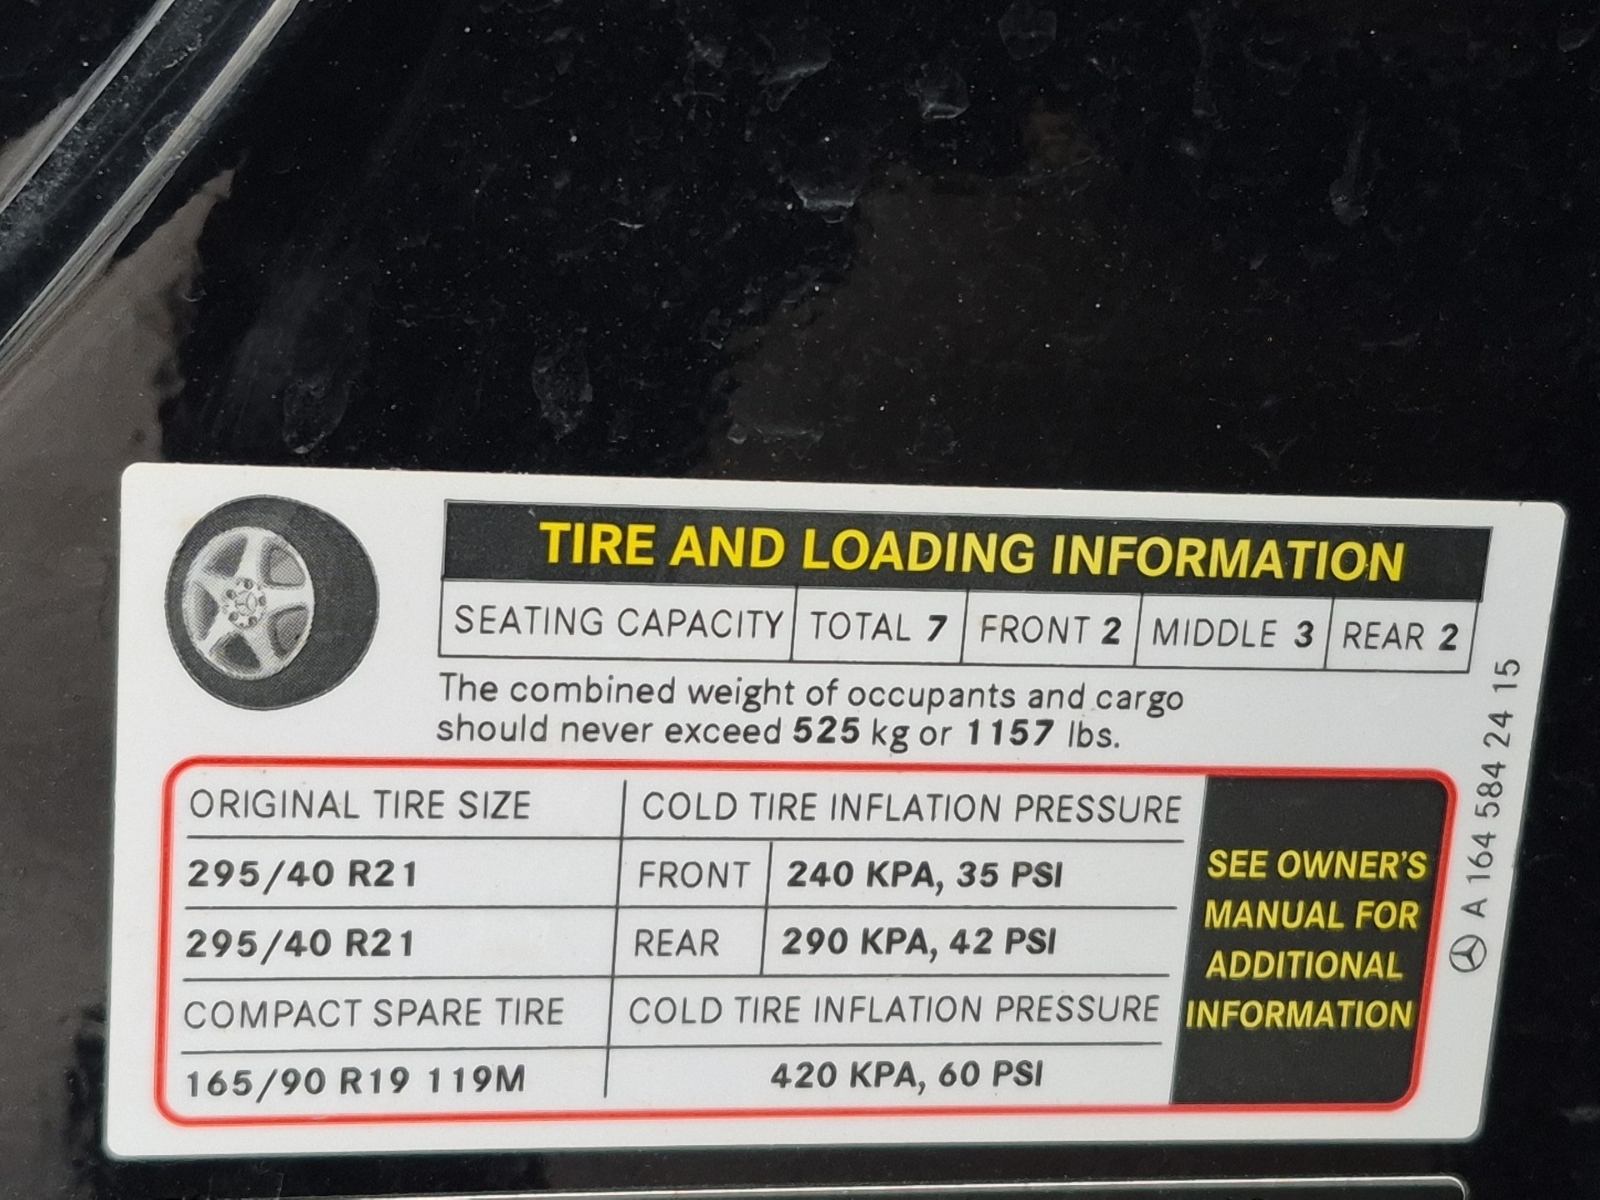 TIRE AND LOADING INFORMATION
SEATING CAPACITY TOTAL 7 FRONT 2 MIDDLE 3 REAR 2
The combined weight of occupants and cargo
should never exceed 525 kg or 1157 lbs.
ORIGINAL TIRE SIZE COLD TIRE INFLATION PRESSURE
295/40 R21 FRONT 240 KPA, 35 PSI
295/40 R21 REAR 290 KPA, 42 PSI
COMPACT SPARE TIRE COLD TIRE INFLATION PRESSURE
165/90 R19 119M 420 KPA, 60 PSI
SEE OWNER'S
MANUAL FOR
ADDITIONAL
INFORMATION
A 164 584 24 15